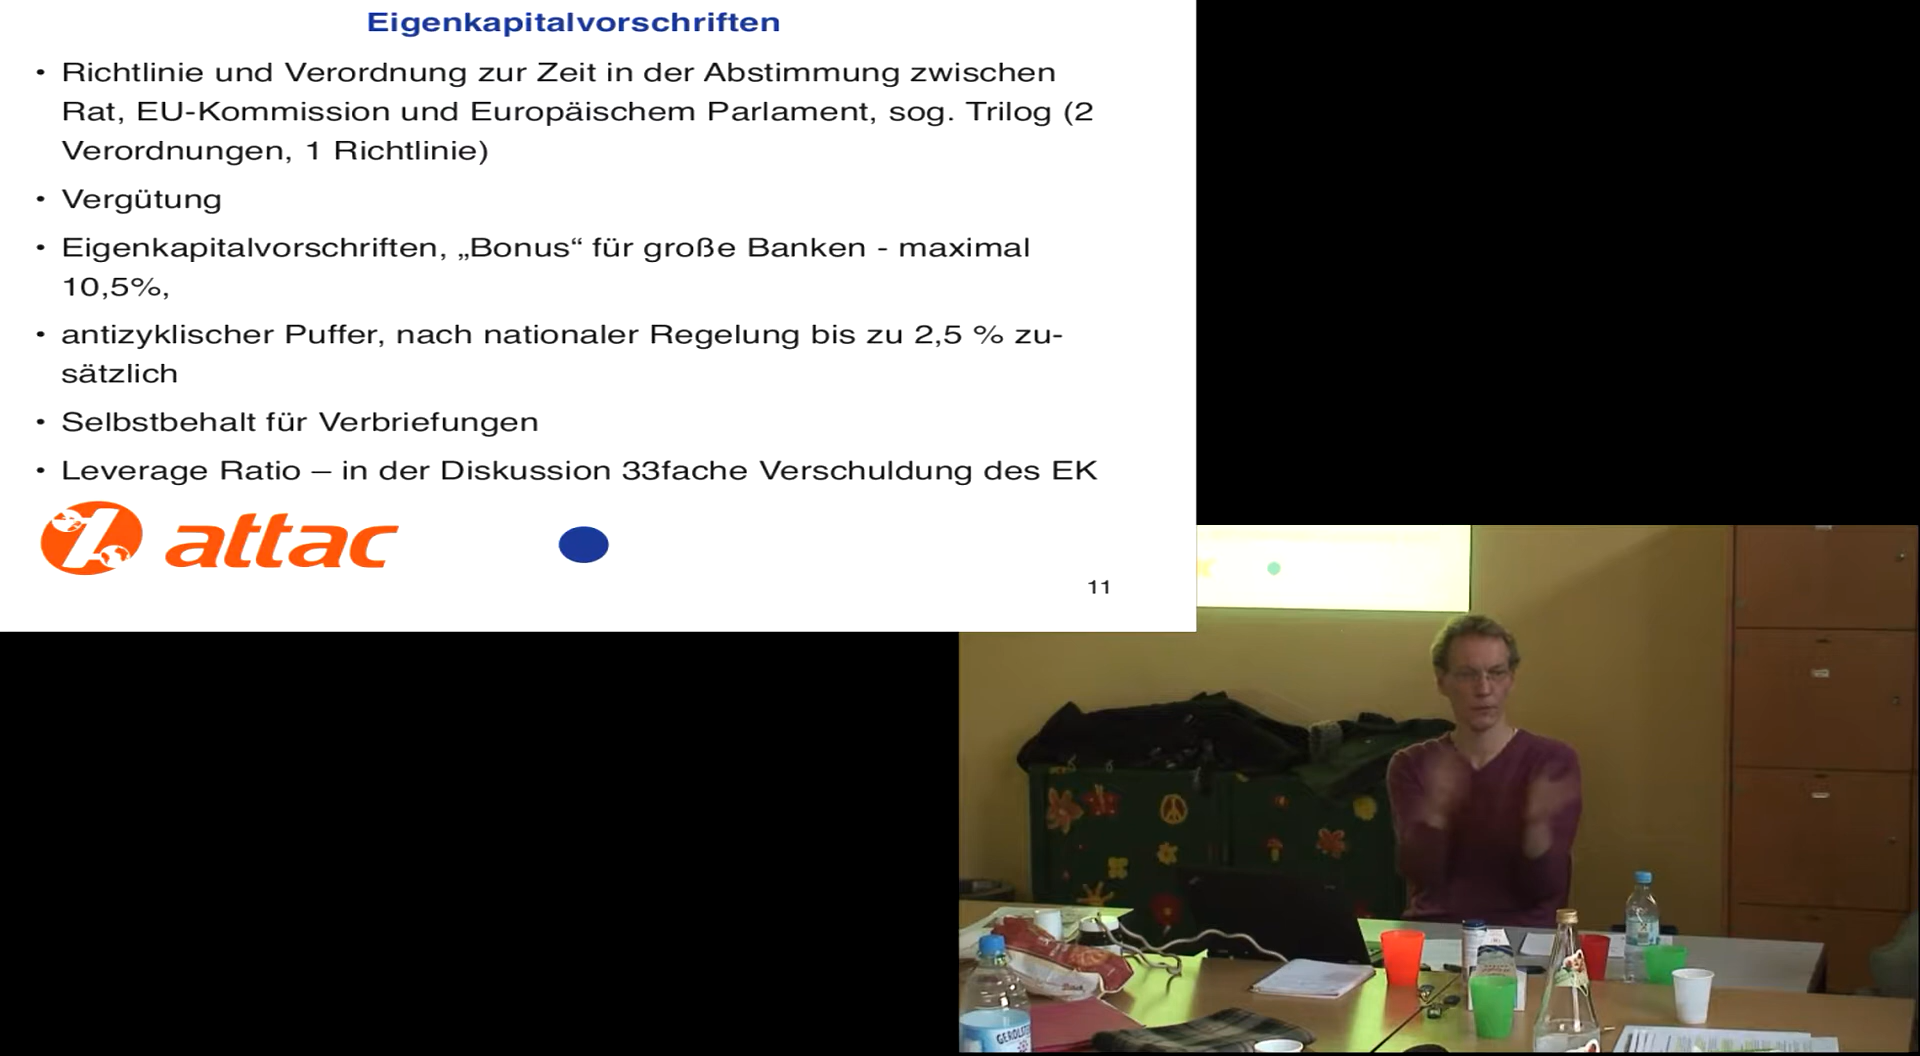 Eigenkapitalvorschriften
• Richtlinie und Verordnung zur Zeit in der Abstimmung zwischen
Rat, EU-Kommission und Europäischem Parlament, sog. Trilog (2
Verordnungen, 1 Richtlinie)
• Vergütung
• Eigenkapitalvorschriften, „Bonus“ für große Banken - maximal
10,5%,
• antizyklischer Puffer, nach nationaler Regelung bis zu 2,5 % zu-
sätzlich
• Selbstbehalt für Verbriefungen
• Leverage Ratio – in der Diskussion 33fache Verschuldung des EK
attac
11